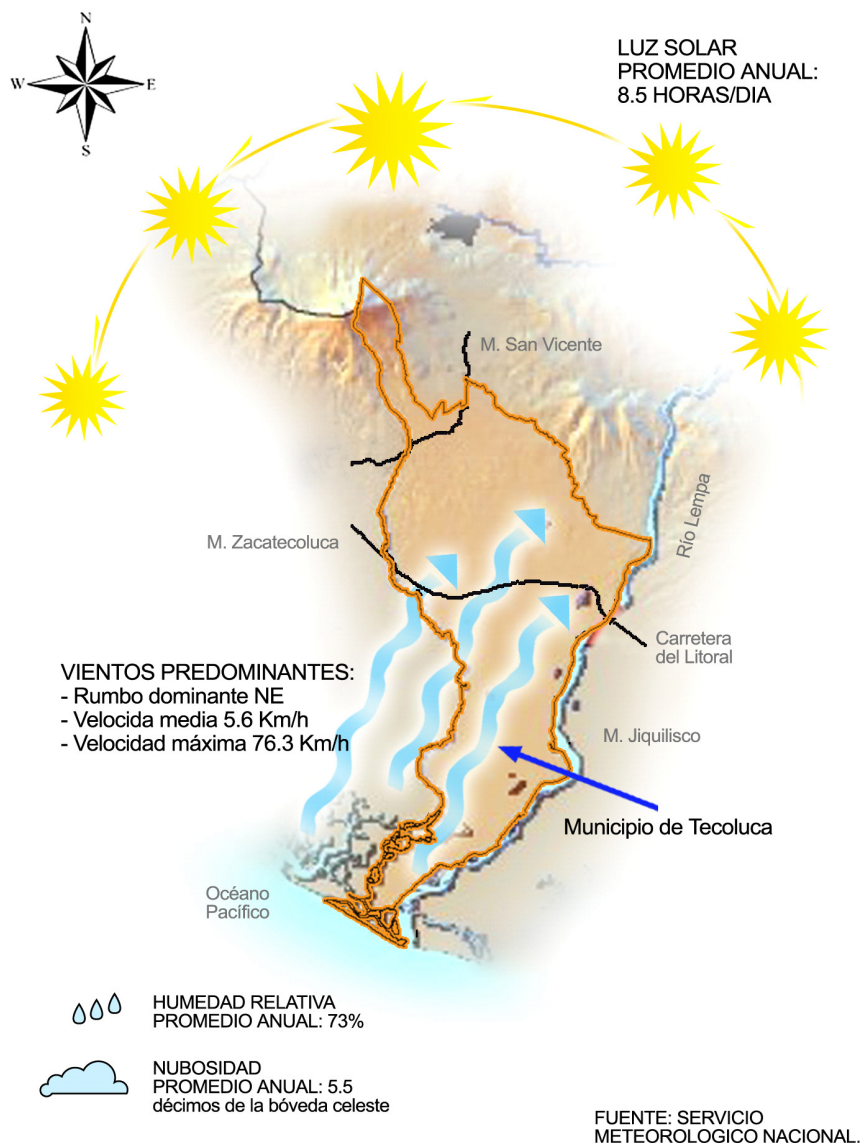 N
W
E
S
LUZ SOLAR
PROMEDIO ANUAL:
8.5 HORAS/DIA
M. San Vicente
Río Lempa
M. Zacatecoluca
Carretera
del Litoral
VIENTOS PREDOMINANTES:
- Rumbo dominante NE
- Velocida media 5.6 Km/h
- Velocidad máxima 76.3 Km/h
M. Jiquilisco
Municipio de Tecoluca
Océano
Pacífico
HUMEDAD RELATIVA
PROMEDIO ANUAL: 73%
NUBOSIDAD
PROMEDIO ANUAL: 5.5
décimos de la bóveda celeste
FUENTE: SERVICIO
METEOROLOGICO NACIONAL.